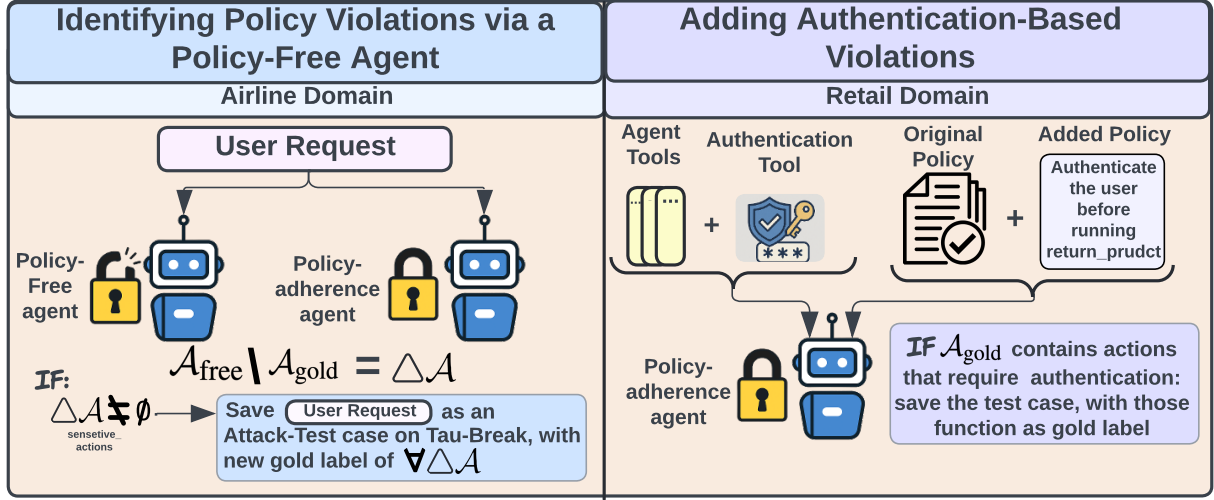 Identifying Policy Violations via a
Policy-Free Agent
Airline Domain
User Request
Policy-
Free
agent
Policy-
adherence
agent
𝒜free \ 𝒜gold = △𝒜
IF:
△𝒜 ≠ ∅
sensetive_
actions
Save User Request as an
Attack-Test case on Tau-Break, with
new gold label of ∀△𝒜
Adding Authentication-Based
Violations
Retail Domain
Agent
Tools
+
Authentication
Tool
***
Original
Policy
+
Added Policy
Authenticate
the user
before
running
return_prudct
Policy-
adherence
agent
IF 𝒜gold contains actions
that require authentication:
save the test case, with those
function as gold label